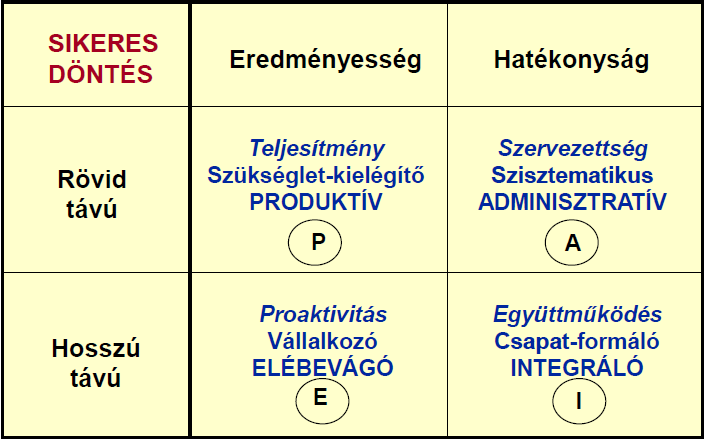 SIKERES
DÖNTÉS
Eredményesség
Hatékonyság
Rövid
távú
Teljesítmény
Szükséglet-kielégítő
PRODUKTÍV
P
Szervezettség
Szisztematikus
ADMINISZTRATÍV
A
Hosszú
távú
Proaktivitás
Vállalkozó
ELÉBEVÁGÓ
E
Együttműködés
Csapat-formáló
INTEGRÁLÓ
I